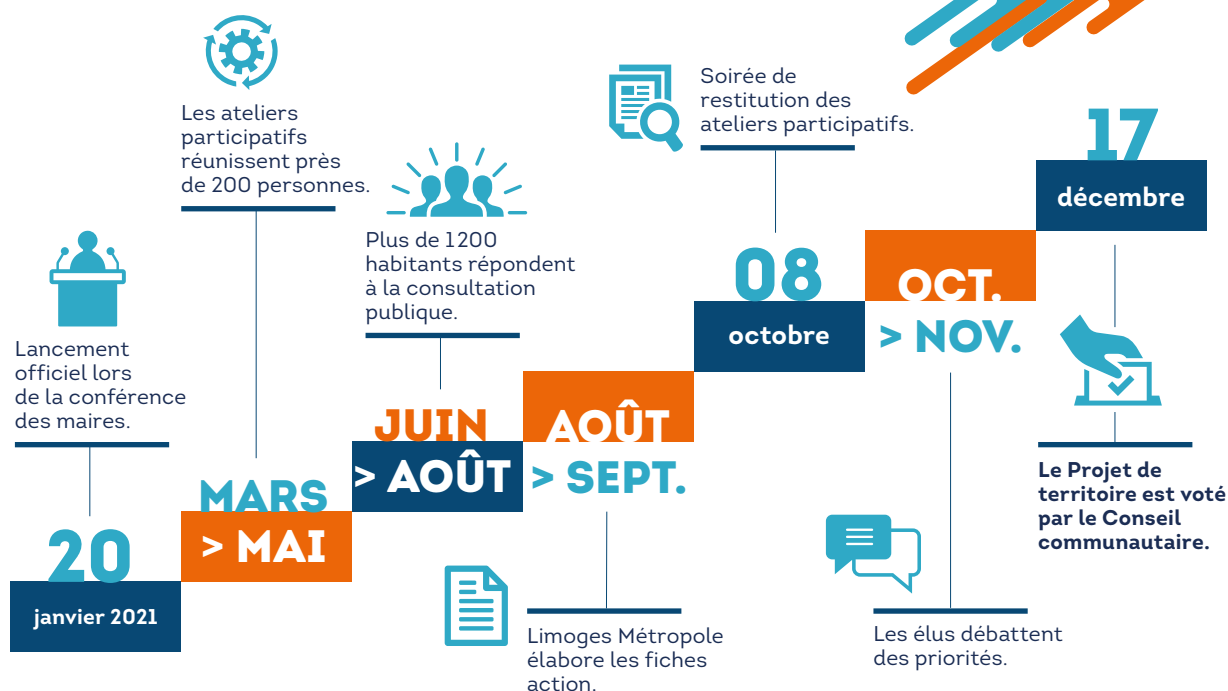 Lancement
officiel lors
de la conférence
des maires.
20
janvier 2021
Les ateliers
participatifs
réunissent près
de 200 personnes.
MARS
> MAI
Plus de 1200
habitants répondent
à la consultation
publique.
JUIN
> AOÛT
AOÛT
> SEPT.
Limoges Métropole
élabore les fiches
action.
Soirée de
restitution des
ateliers participatifs.
08
octobre
OCT.
> NOV.
Les élus débattent
des priorités.
17
décembre
Le Projet de
territoire est voté
par le Conseil
communautaire.